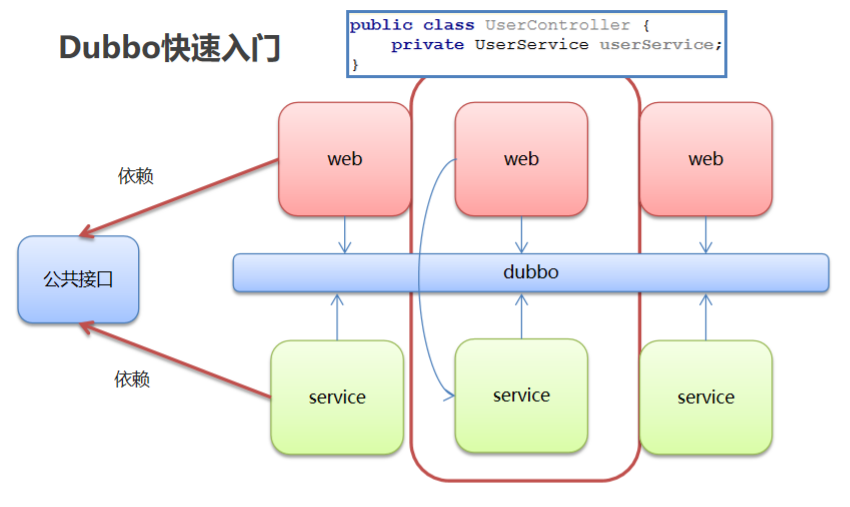 Dubbo快速入门
public class UserController {
    private UserService userService;
}
web
web
web
依赖
公共接口
dubbo
依赖
service
service
service